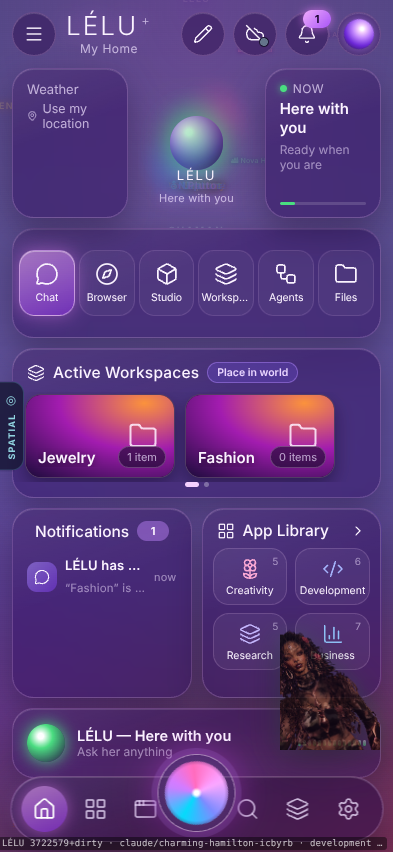 LÉLU +
My Home
1
Weather
Use my
location
LÉLU
Here with you
NOW
Here with
you
Ready when
you are
Chat
Browser
Studio
Worksp...
Agents
Files
Active Workspaces
Place in world
SPATIAL
Jewelry
1 item
Fashion
0 items
Notifications
1
LÉLU has ...
now
“Fashion” is ...
App Library
5
Creativity
6
Development
5
Research
7
Business
LÉLU — Here with you
Ask her anything
LÉLU 3722579+dirty · claude/charming-hamilton-icbyrb · development …